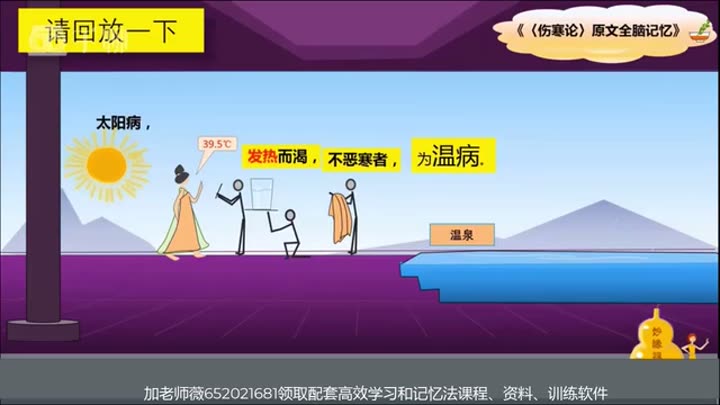 请回放一下
《〈伤寒论〉原文全脑记忆》
太阳病，
39.5℃
发热而渴，
不恶寒者，
为温病。
温泉
加老师薇652021681领取配套高效学习和记忆法课程、资料、训练软件